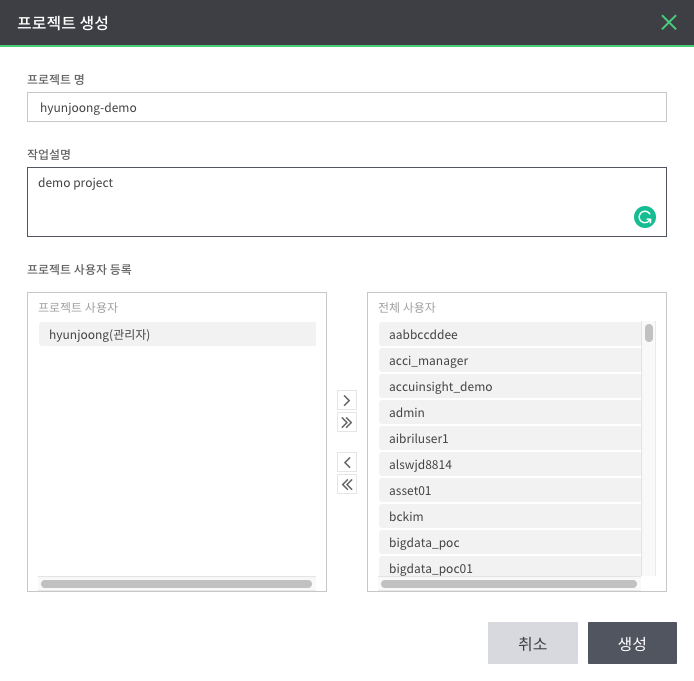 프로젝트 생성
프로젝트 명
hyunjoong-demo
작업설명
demo project
프로젝트 사용자 등록
프로젝트 사용자
hyunjoong(관리자)
전체 사용자
aabbccddee
acci_manager
accuinsight_demo
admin
aibriluser1
alswjd8814
asset01
bckim
bigdata_poc
bigdata_poc01
취소
생성